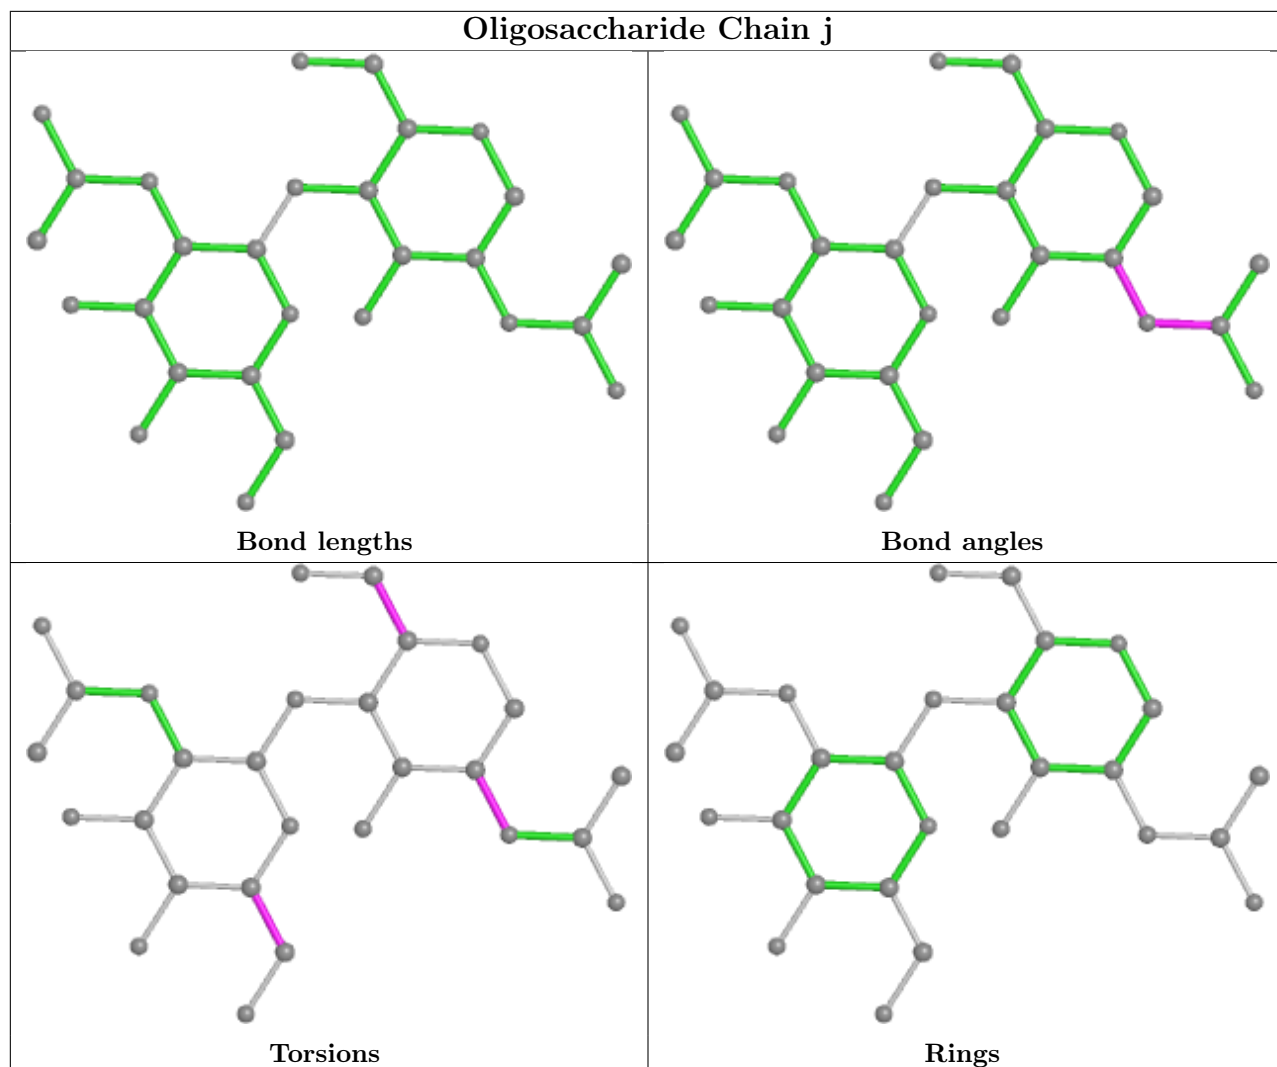 Oligosaccharide Chain j
Bond lengths
Bond angles
Torsions
Rings